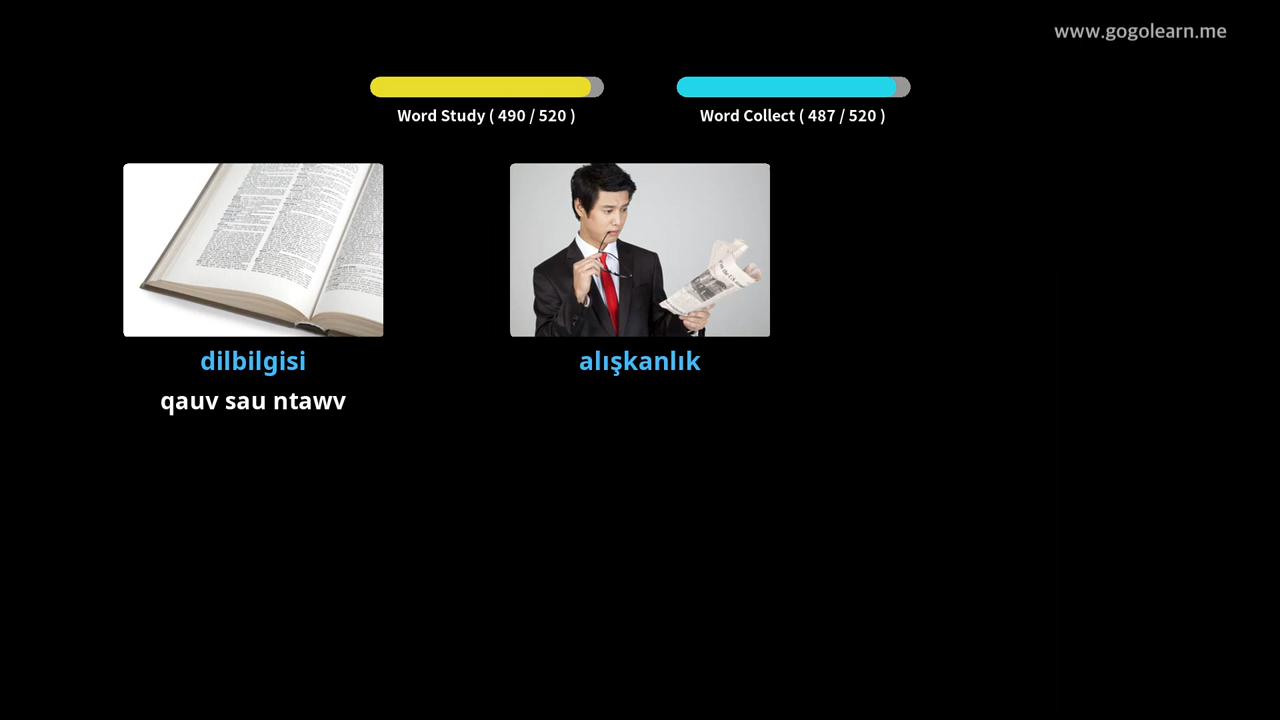 www.gogolearn.me
Word Study ( 490 / 520 )
Word Collect ( 487 / 520 )
dilbilgisi
alışkanlık
qauv sau ntawv